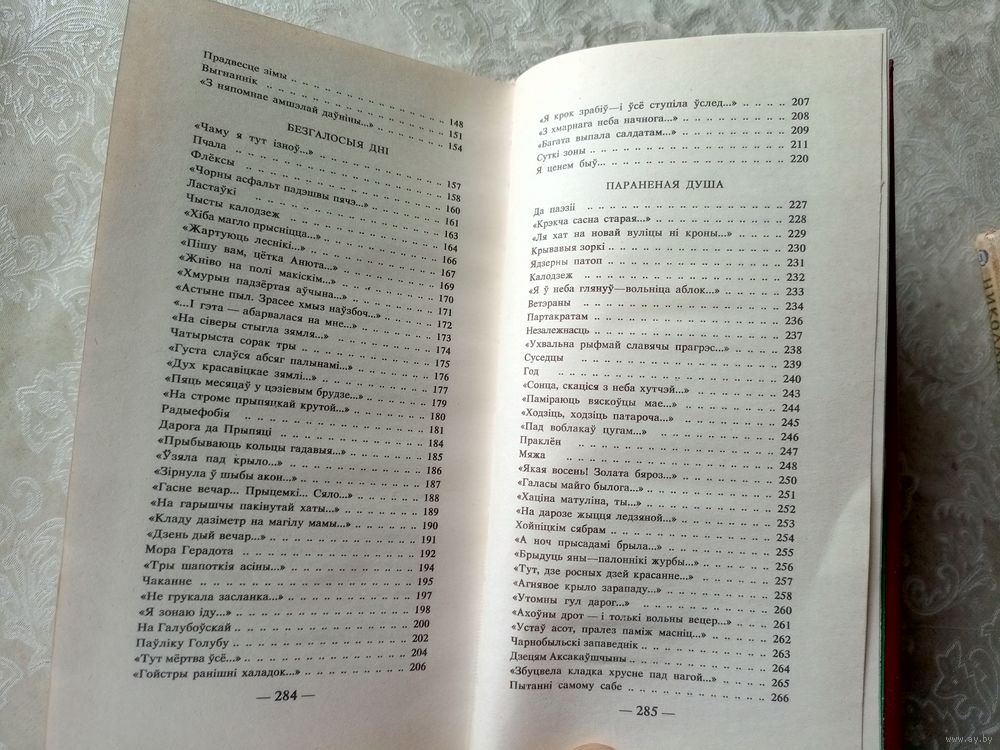 Прадвесце зімы .. .. .. .. .. .. .. .. 148
Выгнаннік .. .. .. .. .. .. .. .. 151
«З няпомнае амшэлай даўніны...» .. .. .. .. 154
БЕЗГАЛОСЫЯ ДНІ
«Чаму я тут ізноў...» .. .. .. .. .. .. 157
Пчала .. .. .. .. .. .. .. .. 158
Флёксы .. .. .. .. .. .. .. .. 160
«Чорны асфальт падэшвы пячэ...» .. .. .. .. 161
Ластаўкі .. .. .. .. .. .. .. .. 163
Чысты калодзеж .. .. .. .. .. .. .. 164
«Хіба магло прысніцца...» .. .. .. .. .. 166
«Жартуюць леснікі...» .. .. .. .. .. .. 167
«Пішу вам, цётка Анюта...» .. .. .. .. .. 169
«Жніво на полі макіскім...» .. .. .. .. .. 170
«Хмурын падзёртая аўчына...» .. .. .. .. 171
«Астыне пыл. Зрасее хмыз наўзбоч...» .. .. .. 172
«...І гэта — абарвалася на мне...» .. .. .. .. 173
«На сіверы стыгла зямля...» .. .. .. .. .. 174
Чатырыста сорак тры .. .. .. .. .. .. 175
«Густа слаўся абсяг палынамі...» .. .. .. .. 176
«Дух красавіцкае зямлі...» .. .. .. .. .. 177
«Пяць месяцаў у цэзіевым брудзе...» .. .. .. 179
«На строме прыпяцкай крутой...» .. .. .. .. 180
Радыефобія .. .. .. .. .. .. .. 181
Дарога да Прыпяці .. .. .. .. .. .. 184
«Прыбываюць кольцы гадавыя...» .. .. .. .. 185
«Ўзяла пад крыло...» .. .. .. .. .. .. 186
«Зірнула ў шыбы акон...» .. .. .. .. .. 187
«Гасне вечар... Прыцемкі... Сяло...» .. .. .. 188
«На гарышчы пакінутай хаты...» .. .. .. .. 189
«Кладу дазіметр на магілу мамы...» .. .. .. 190
«Дзень дый вечар...» .. .. .. .. .. .. 191
Мора Герадота .. .. .. .. .. .. .. 192
«Тры шапоткія асіны...» .. .. .. .. .. 194
Чаканне .. .. .. .. .. .. .. .. 195
«Не грукала засланка...» .. .. .. .. .. 197
«Я зонаю іду...» .. .. .. .. .. .. .. 198
На Галубоўскай .. .. .. .. .. .. .. 200
Паўліку Голубу .. .. .. .. .. .. .. 202
«Тут мёртва ўсё...» .. .. .. .. .. .. 204
«Гойстры ранішні халадок...» .. .. .. .. 206
— 284 —
«Я крок зрабіў—і ўсё ступіла ўслед...» .. .. .. 207
«З хмарнага неба начнога...» .. .. .. .. .. 208
«Багата выпала салдатам...» .. .. .. .. .. 209
Суткі зоны .. .. .. .. .. .. .. .. 211
Я ценем быў... .. .. .. .. .. .. .. 220
ПАРАНЕНАЯ ДУША
Да паэзіі .. .. .. .. .. .. .. .. 227
«Крэкча сасна старая...» .. .. .. .. .. 228
«Ля хат на новай вуліцы ні кроны...» .. .. .. 229
Крывавыя зоркі .. .. .. .. .. .. .. 230
Ядзерны патоп .. .. .. .. .. .. .. 231
Калодзеж .. .. .. .. .. .. .. .. 232
«Я ў неба глянуў—вольніца аблок...» .. .. .. 233
Ветэраны .. .. .. .. .. .. .. .. 234
Партакратам .. .. .. .. .. .. .. 236
Незалежнасць .. .. .. .. .. .. .. 237
«Ухвальна рыфмай славячы прагрэс...» .. .. .. 238
Суседцы .. .. .. .. .. .. .. .. 239
Год .. .. .. .. .. .. .. .. .. 240
«Сонца, скаціся з неба хутчэй...» .. .. .. .. 243
«Паміраюць вяскоўцы мае...» .. .. .. .. 244
«Ходзіць, ходзіць патароча...» .. .. .. .. 245
«Пад воблакаў цугам...» .. .. .. .. .. 246
Праклён .. .. .. .. .. .. .. .. 247
Мяжа .. .. .. .. .. .. .. .. 248
«Якая восень! Золата бяроз...» .. .. .. .. 250
«Галасы майго былога...» .. .. .. .. .. 251
«Хаціна матуліна, ты...» .. .. .. .. .. 252
«На дарозе жыцця ледзяной...» .. .. .. .. 253
Хойніцкім сябрам .. .. .. .. .. .. 254
«А ноч прысадамі брыла...» .. .. .. .. .. 255
«Брыдуць яны—палоннікі журбы...» .. .. .. 256
«Тут, дзе росных дзей красанне...» .. .. .. .. 257
«Агнявое крыло зарападу...» .. .. .. .. .. 258
«Утомны гул дарог...» .. .. .. .. .. .. 260
«Ахоўны дрот — і толькі вольны вецер...» .. .. 261
«Устаў асот, пралез паміж масніц...» .. .. .. 262
Чарнобыльскі запаведнік .. .. .. .. .. 263
Дзецям Аксакаўшчыны .. .. .. .. .. .. 264
«Збуцвела кладка хрусне пад нагой...» .. .. .. 265
Пытанні самому сабе .. .. .. .. .. .. 266
— 285 —
www.ay.by